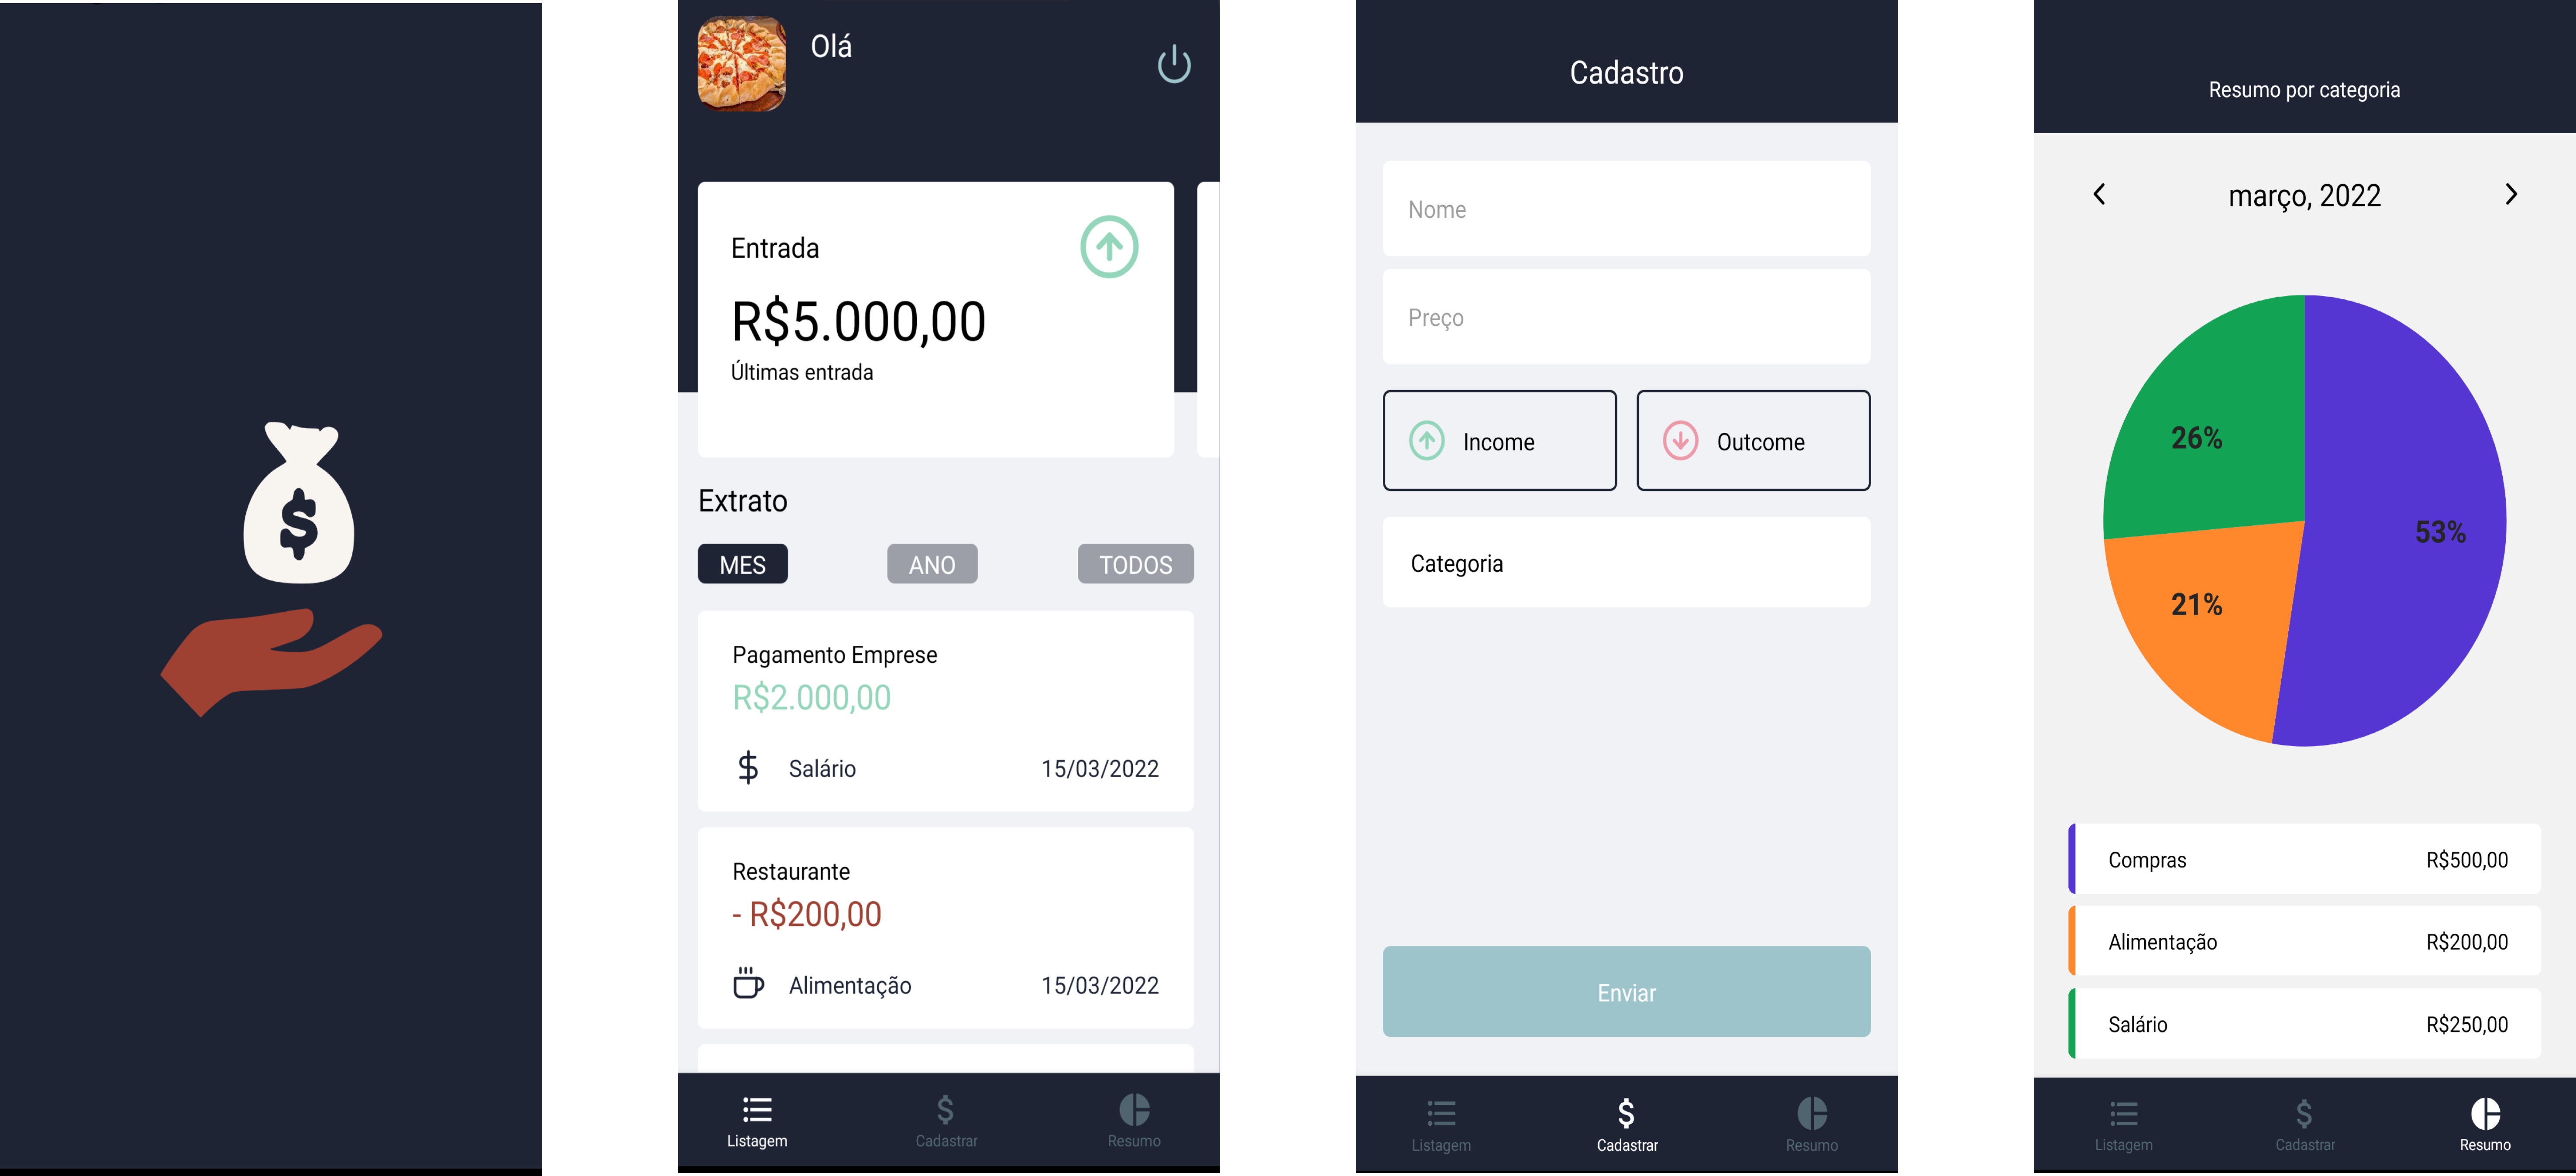 $
Olá
Entrada
R$5.000,00
Últimas entrada
Extrato
MES ANO TODOS
Pagamento Emprese
R$2.000,00
Salário 15/03/2022
Restaurante
- R$200,00
Alimentação 15/03/2022
Listagem Cadastrar Resumo
Cadastro
Nome
Preço
Income Outcome
Categoria
Enviar
Listagem Cadastrar Resumo
Resumo por categoria
março, 2022
26%
53%
21%
Compras R$500,00
Alimentação R$200,00
Salário R$250,00
Listagem Cadastrar Resumo